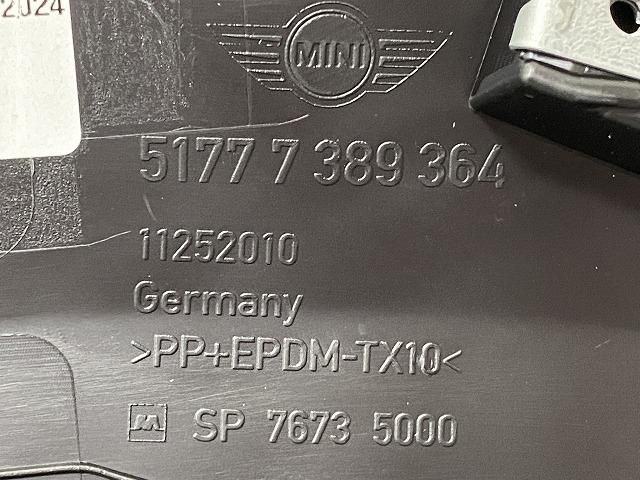 2024
MINI
5177 7 389 364
11252010
Germany
>PP+EPDM-TX10<
M SP 7673 5000